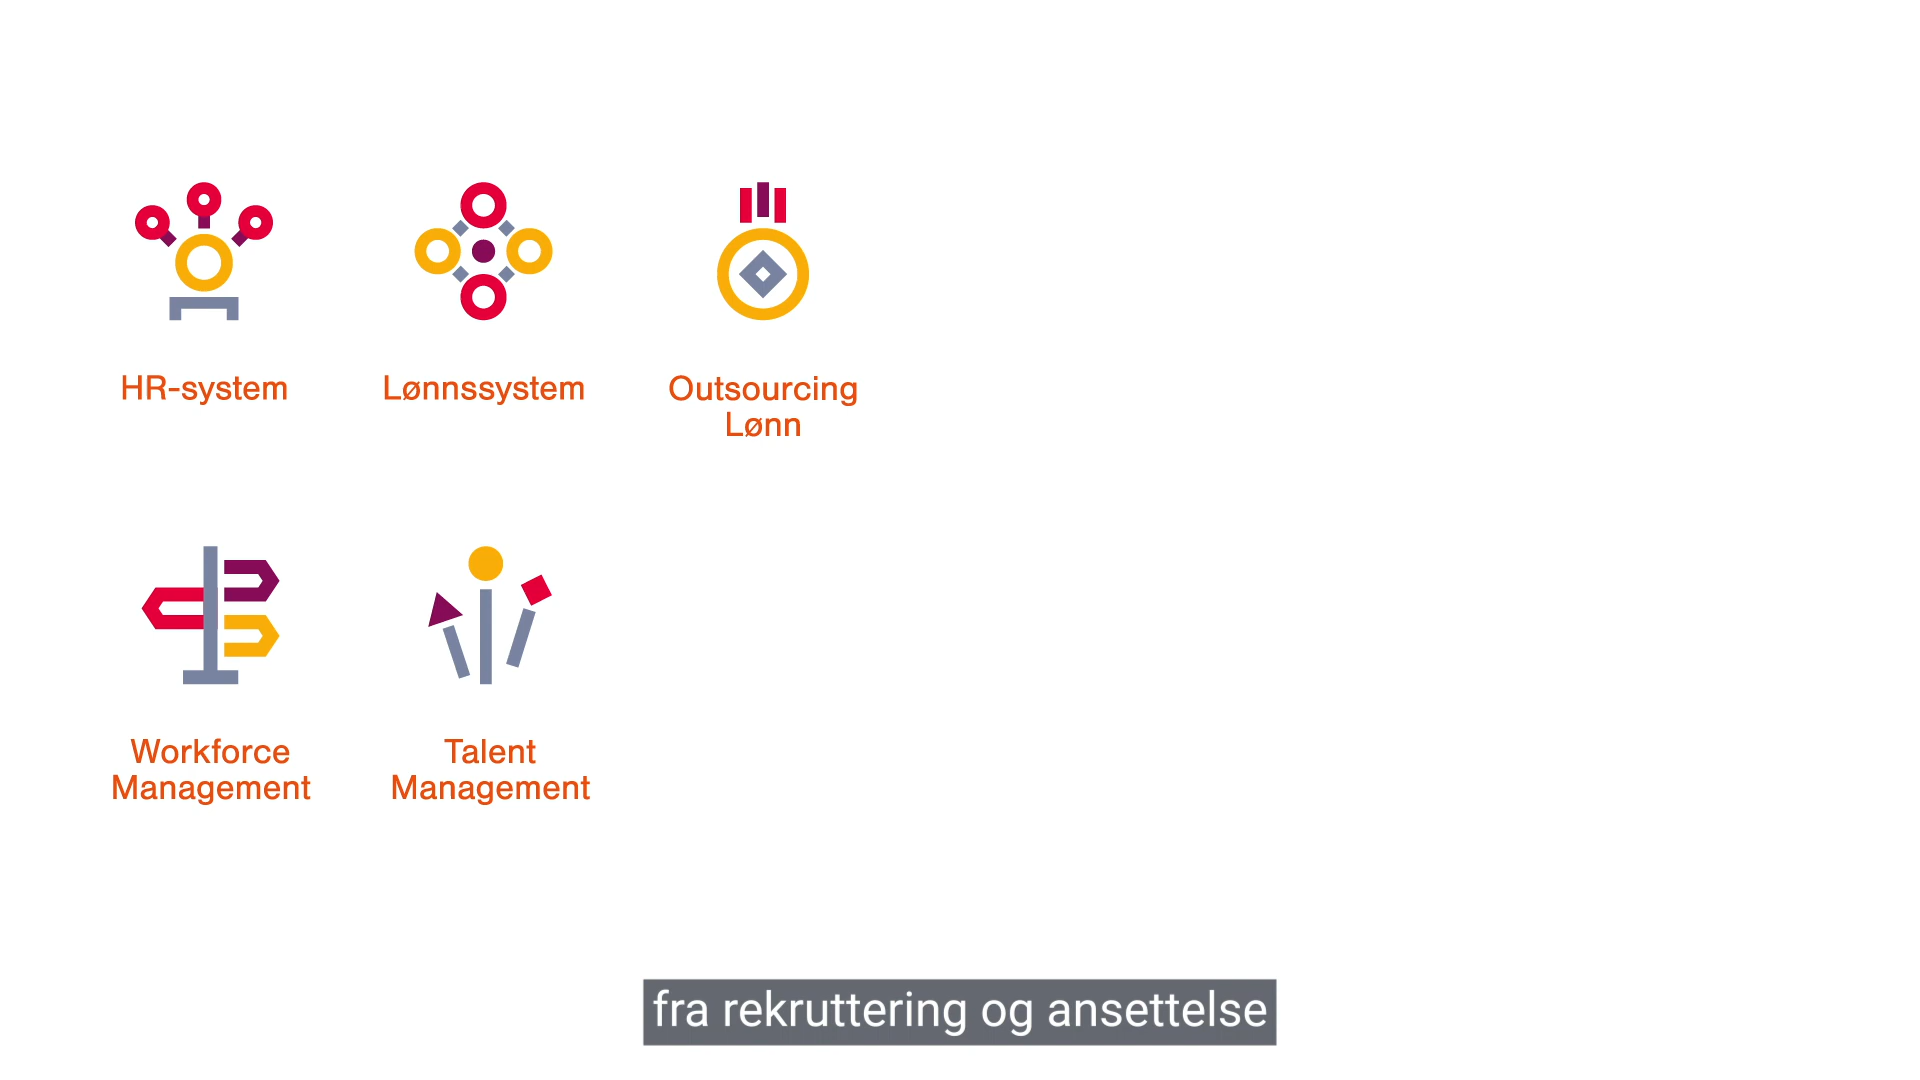 HR-system
Lønnssystem
Outsourcing
Lønn
Workforce
Management
Talent
Management
fra rekruttering og ansettelse